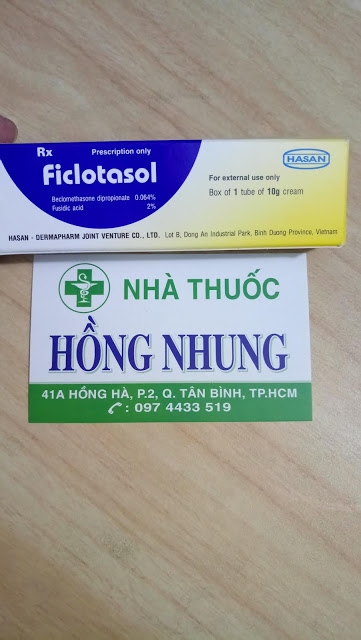 Rx Prescription only
Ficlotasol
Beclomethasone dipropionate 0.064%
Fusidic acid 2%
HASAN
For external use only
Box of 1 tube of 10g cream
HASAN - DERMAPHARM JOINT VENTURE CO., LTD. Lot B, Dong An Industrial Park, Binh Duong Province, Vietnam
NHÀ THUỐC
HỒNG NHUNG
41A HỒNG HÀ, P.2, Q. TÂN BÌNH, TP.HCM
: 097 4433 519